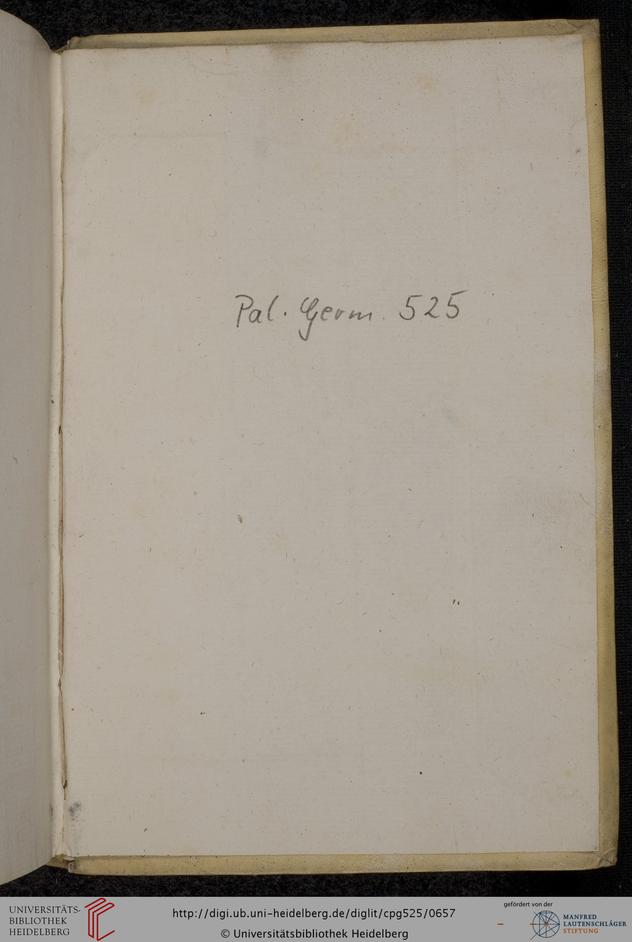 Pal. Germ. 525
UNIVERSITÄTS-
BIBLIOTHEK
HEIDELBERG
http://digi.ub.uni-heidelberg.de/diglit/cpg525/0657
© Universitätsbibliothek Heidelberg
gefördert von der
MANFRED
LAUTENSCHLÄGER
STIFTUNG